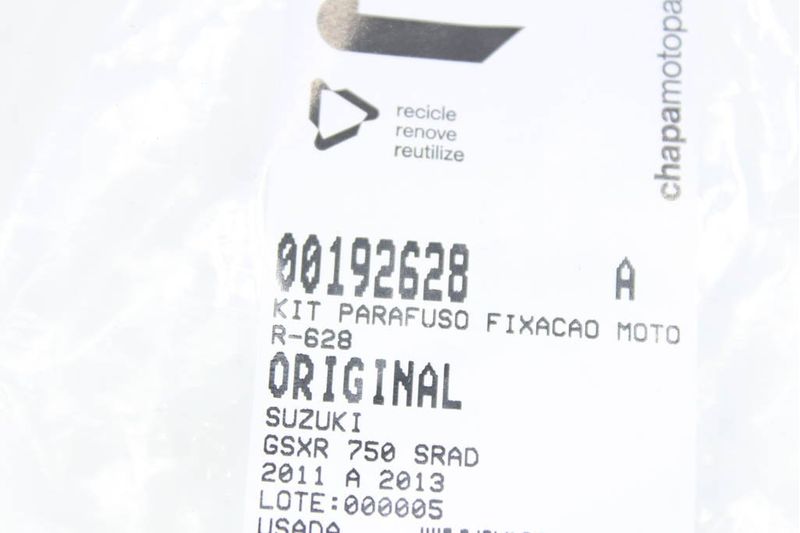 recicle
renove
reutilize
chapamotopa
00192628 A
KIT PARAFUSO FIXACAO MOTO
R-628
ORIGINAL
SUZUKI
GSXR 750 SRAD
2011 A 2013
LOTE:000005
USADA